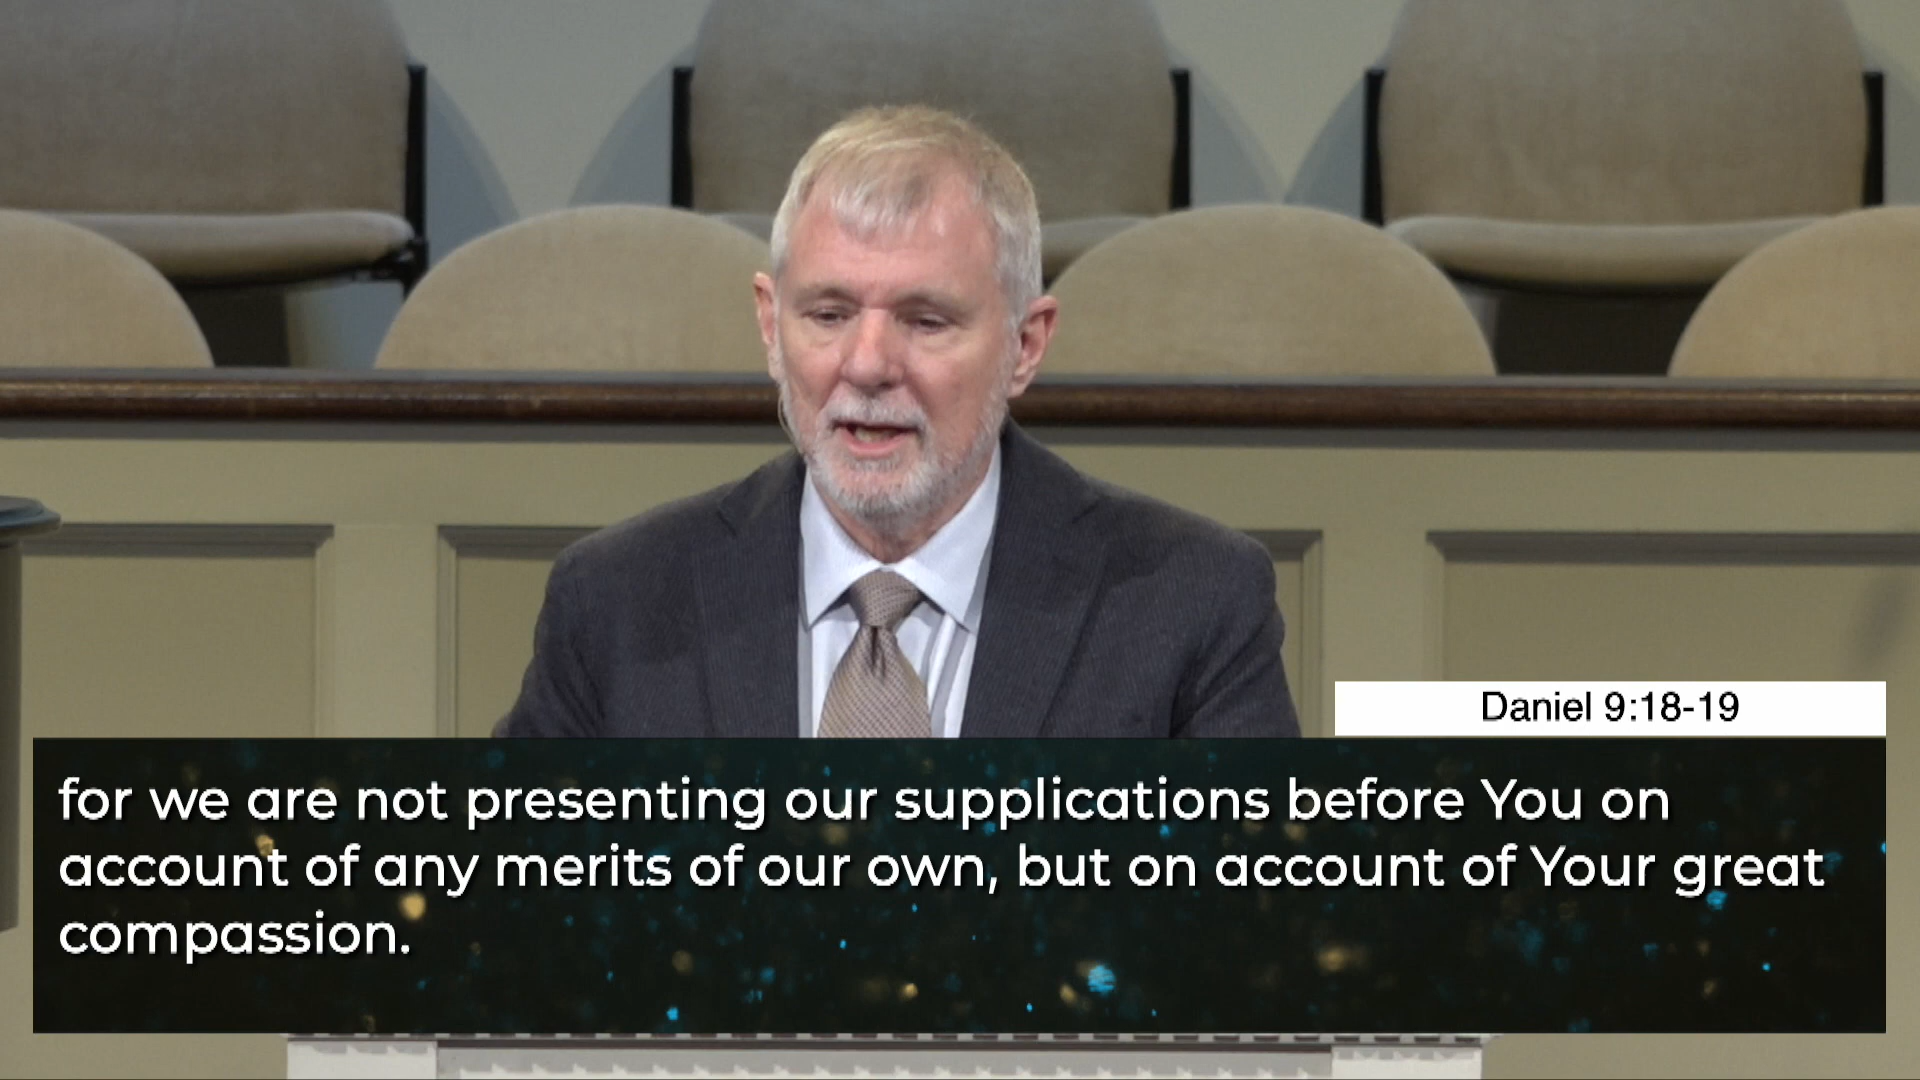 Daniel 9:18-19
for we are not presenting our supplications before You on
account of any merits of our own, but on account of Your great
compassion.